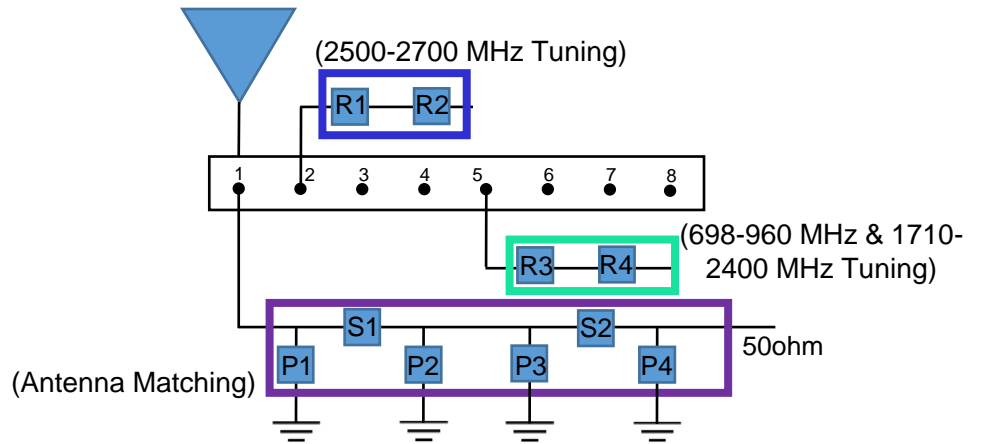 (2500-2700 MHz Tuning)
R1 R2
1 2 3 4 5 6 7 8
(698-960 MHz & 1710-
2400 MHz Tuning)
R3 R4
S1 S2
50ohm
P1 P2 P3 P4
(Antenna Matching)